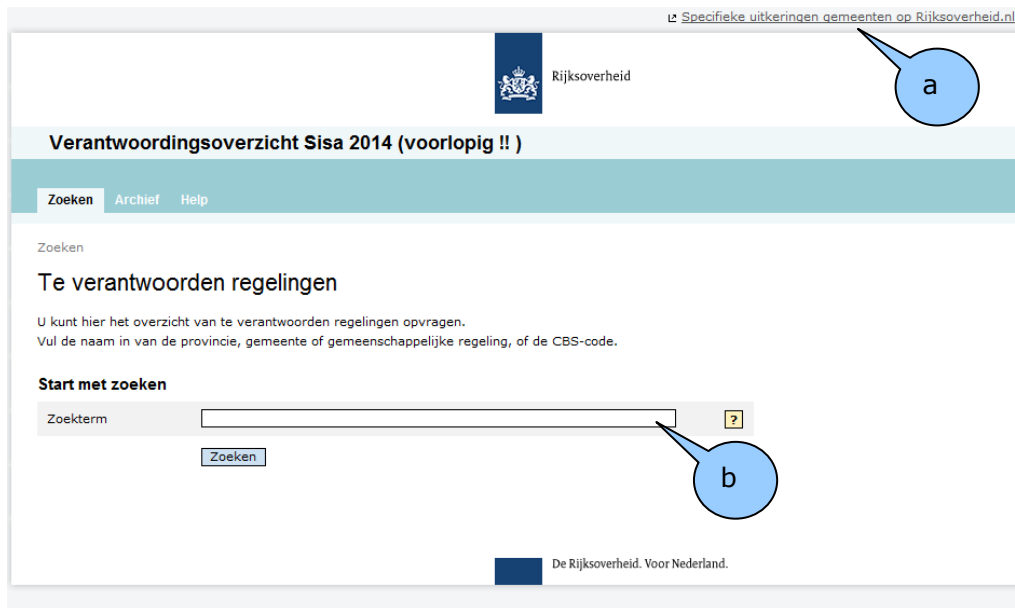 Specifieke uitkeringen gemeenten op Rijksoverheid.nl
a
Rijksoverheid
Verantwoordingsoverzicht Sisa 2014 (voorlopig !! )
Zoeken Archief Help
Zoeken
Te verantwoorden regelingen
U kunt hier het overzicht van te verantwoorden regelingen opvragen.
Vul de naam in van de provincie, gemeente of gemeenschappelijke regeling, of de CBS-code.
Start met zoeken
Zoekterm ?
Zoeken
b
De Rijksoverheid. Voor Nederland.